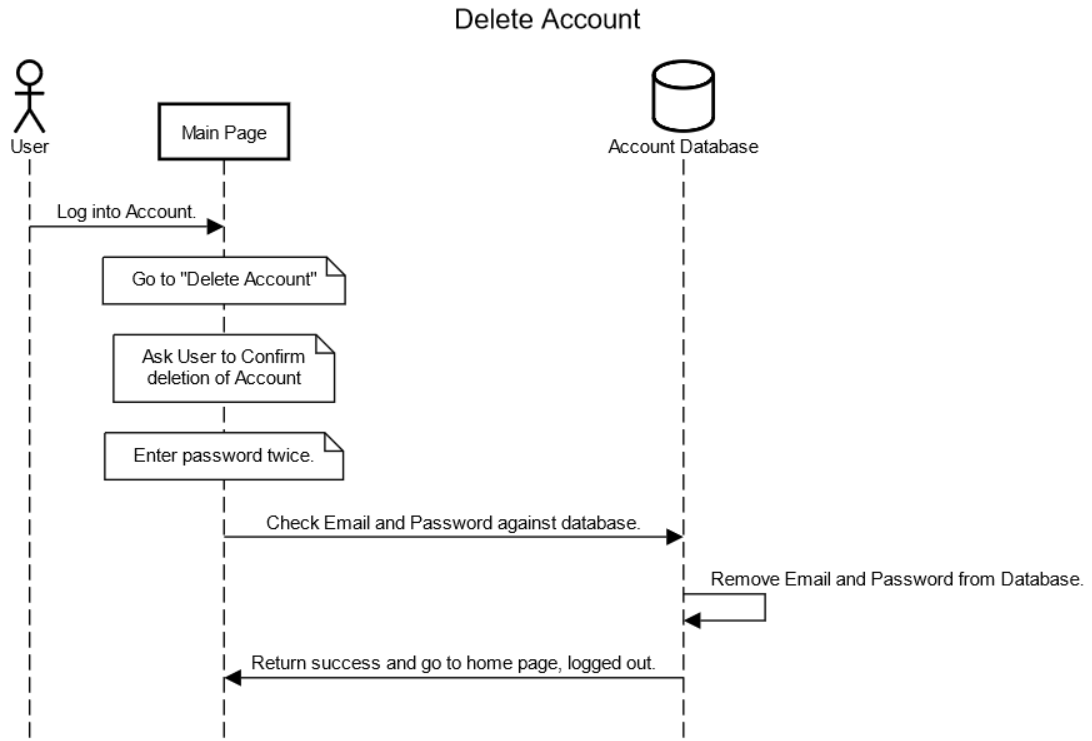 Delete Account
User
Main Page
Account Database
Log into Account.
Go to "Delete Account"
Ask User to Confirm
deletion of Account
Enter password twice.
Check Email and Password against database.
Remove Email and Password from Database.
Return success and go to home page, logged out.